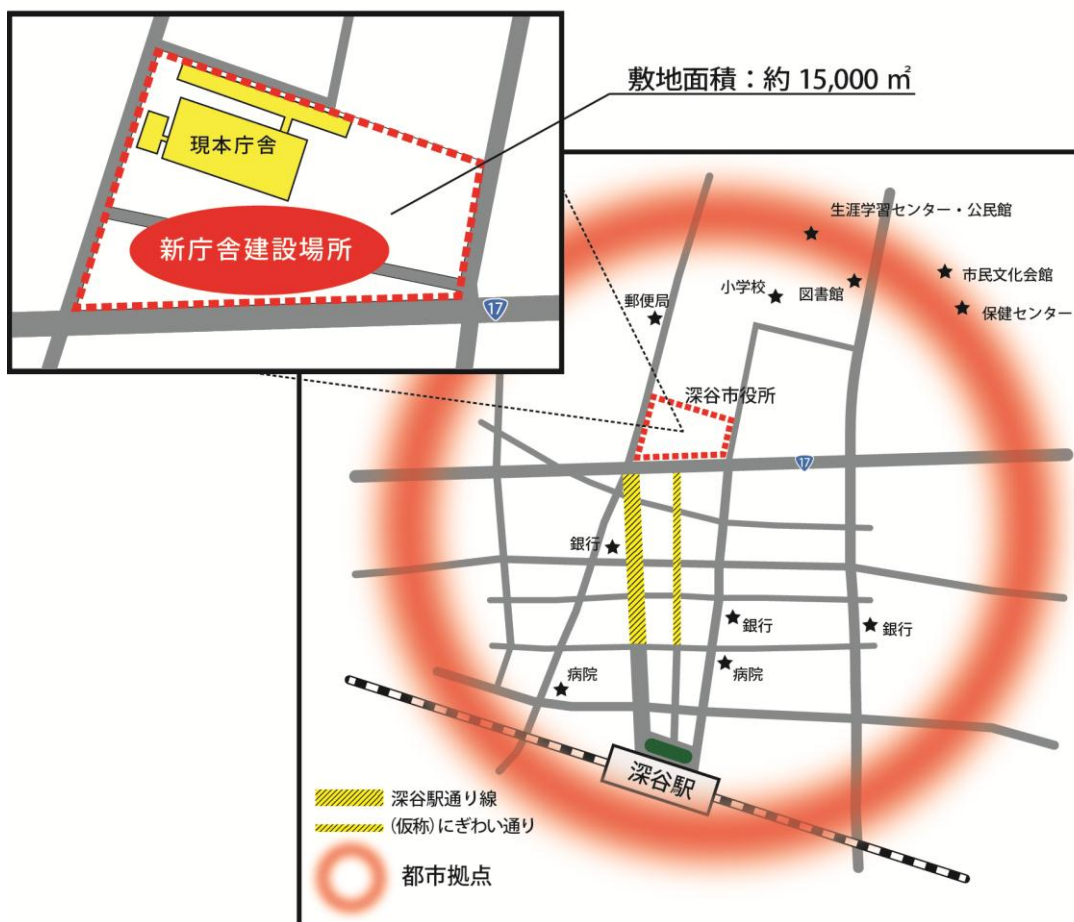 敷地面積:約 15,000 ㎡
現本庁舎
新庁舎建設場所
17
生涯学習センター・公民館
市民文化会館
小学校
図書館
郵便局
保健センター
深谷市役所
17
銀行
銀行
銀行
病院
病院
深谷駅
深谷駅通り線
(仮称)にぎわい通り
都市拠点